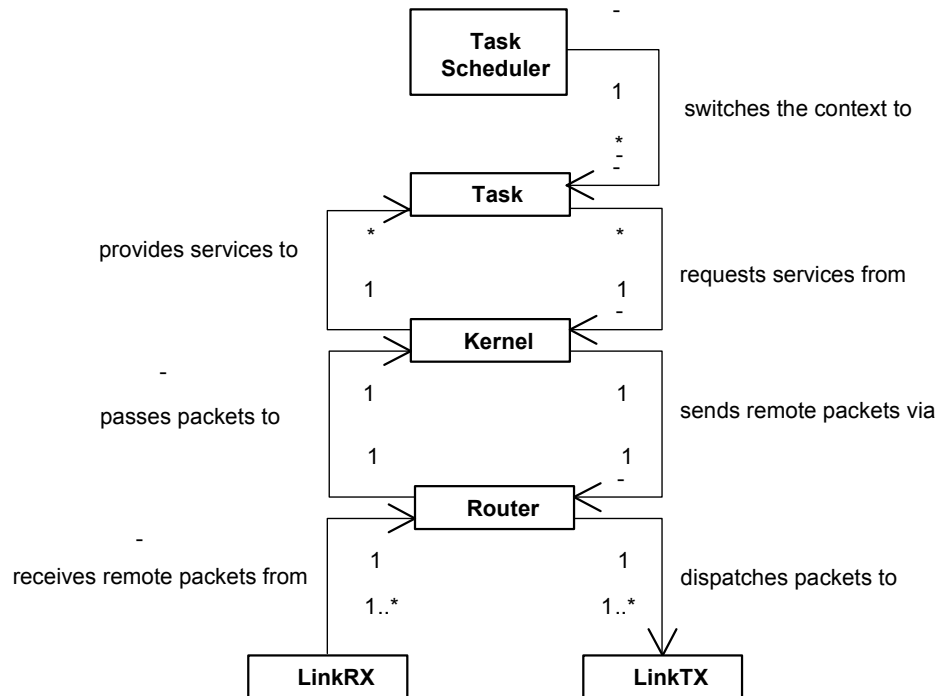 -
Task
Scheduler
1
switches the context to
*
-
-
Task
provides services to
*
*
1
1
requests services from
-
Kernel
-
passes packets to
1
1
sends remote packets via
1
1
-
Router
-
receives remote packets from
1
1
dispatches packets to
1..*
1..*
LinkRX
LinkTX